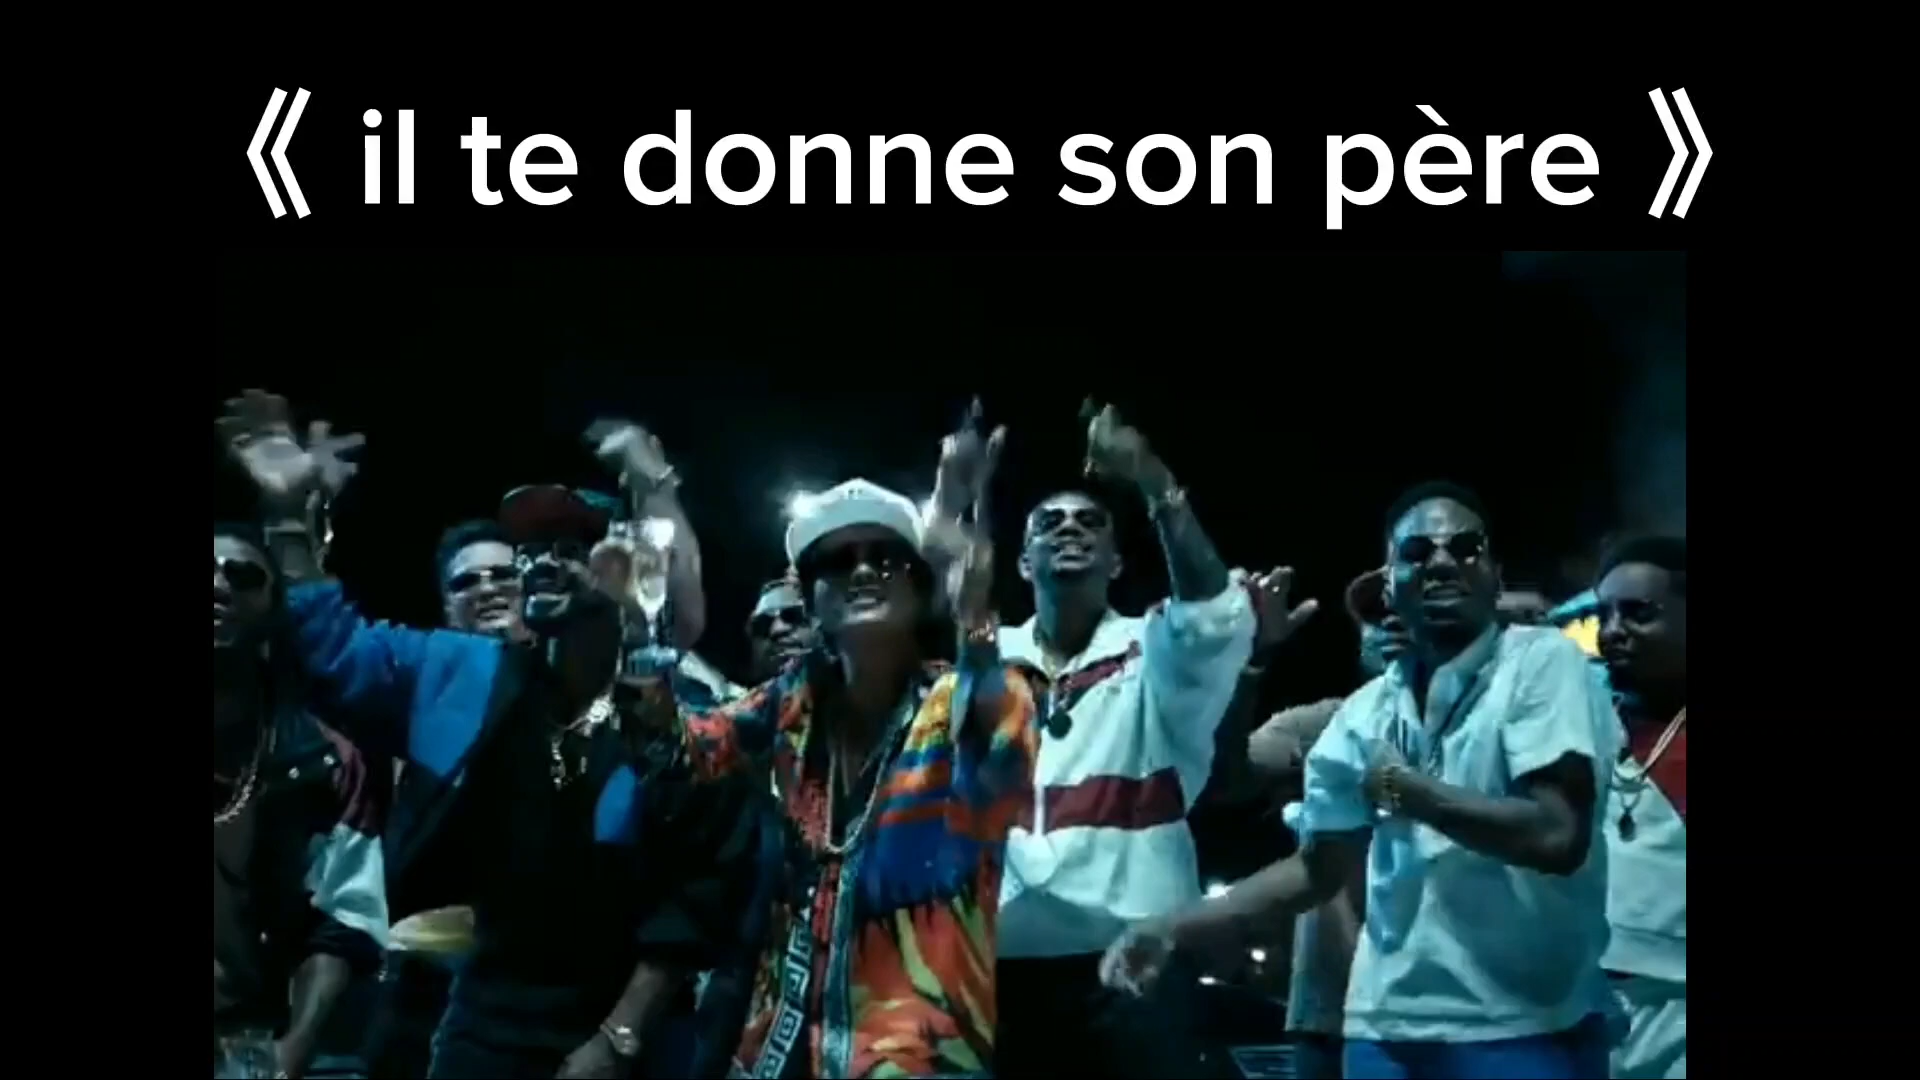 《 il te donne son père 》